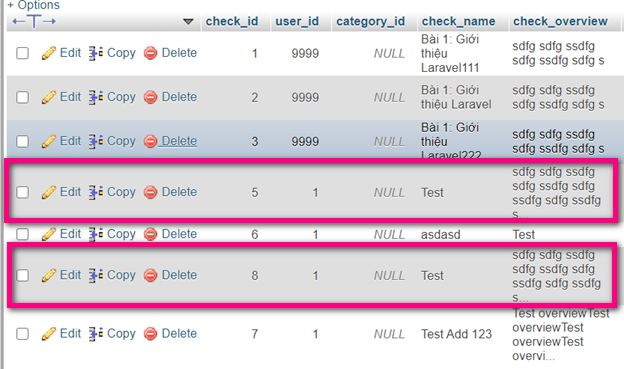 + Options
check_id user_id category_id check_name check_overview
Edit Copy Delete 1 9999 NULL Bài 1: Giới thiệu Laravel111 sdfg sdfg ssdfg sdfg ssdfg sdfg s
Edit Copy Delete 2 9999 NULL Bài 1: Giới thiệu Laravel sdfg sdfg ssdfg sdfg ssdfg sdfg s
Edit Copy Delete 3 9999 NULL Bài 1: Giới thiệu Laravel222 sdfg sdfg ssdfg sdfg ssdfg sdfg s
Edit Copy Delete 5 1 NULL Test sdfg sdfg ssdfg sdfg ssdfg sdfg ssdfg sdfg ssdfg s...
Edit Copy Delete 6 1 NULL asdasd Test
Edit Copy Delete 8 1 NULL Test sdfg sdfg ssdfg sdfg ssdfg sdfg ssdfg sdfg ssdfg s...
Edit Copy Delete 7 1 NULL Test Add 123 Test overviewTest overviewTest overviewTest overvi...